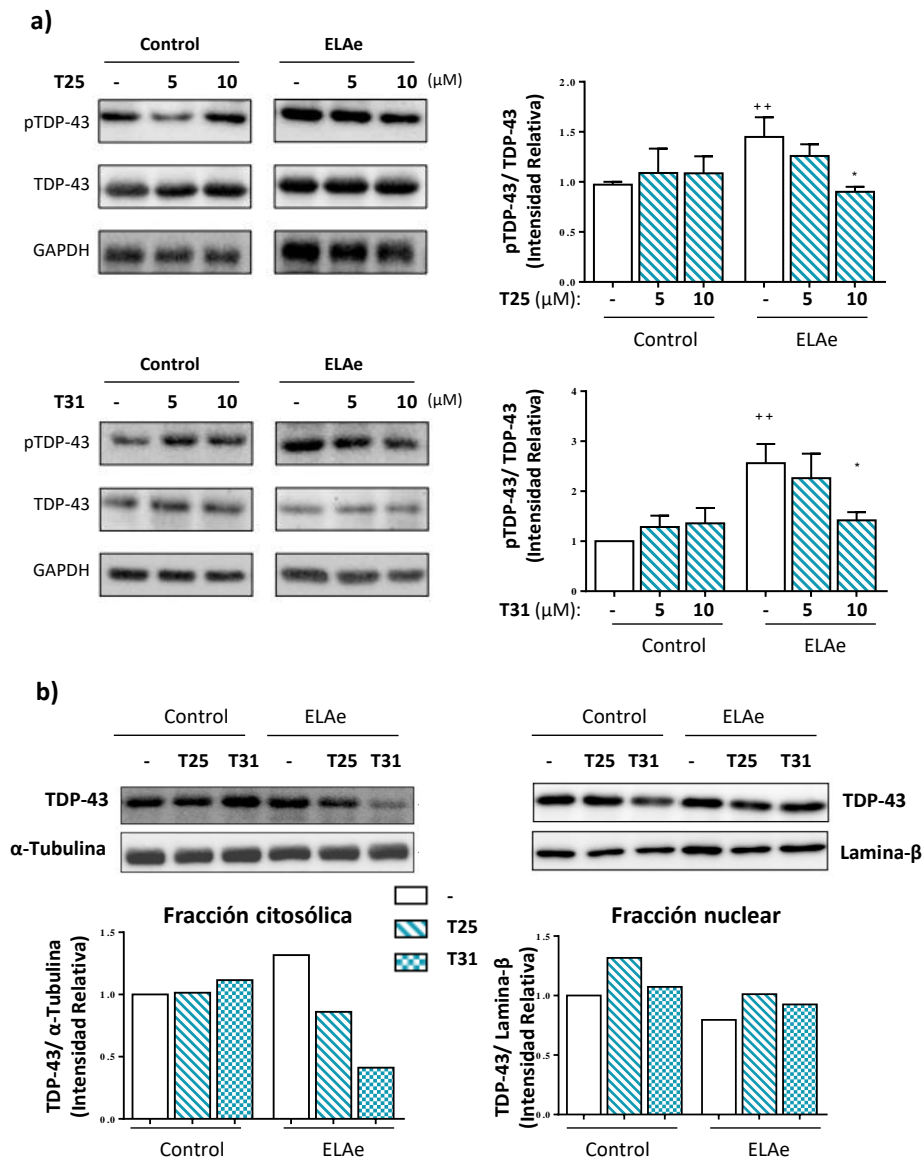 a)
Control ELAe
T25 - 5 10 - 5 10 (μM)
pTDP-43
TDP-43
GAPDH
pTDP-43/ TDP-43
(Intensidad Relativa)
2.0
1.5
1.0
0.5
0.0
++
*
T25 (μM): - 5 10 - 5 10
Control ELAe
Control ELAe
T31 - 5 10 - 5 10 (μM)
pTDP-43
TDP-43
GAPDH
pTDP-43/ TDP-43
(Intensidad Relativa)
4
3
2
1
0
++
*
T31 (μM): - 5 10 - 5 10
Control ELAe
b)
Control ELAe
- T25 T31 - T25 T31
TDP-43
α-Tubulina
Control ELAe
- T25 T31 - T25 T31
TDP-43
Lamina-β
Fracción citosólica
TDP-43/ α-Tubulina
(Intensidad Relativa)
1.5
1.0
0.5
0.0
Control ELAe
-
T25
T31
Fracción nuclear
TDP-43/ Lamina-β
(Intensidad Relativa)
1.5
1.0
0.5
0.0
Control ELAe